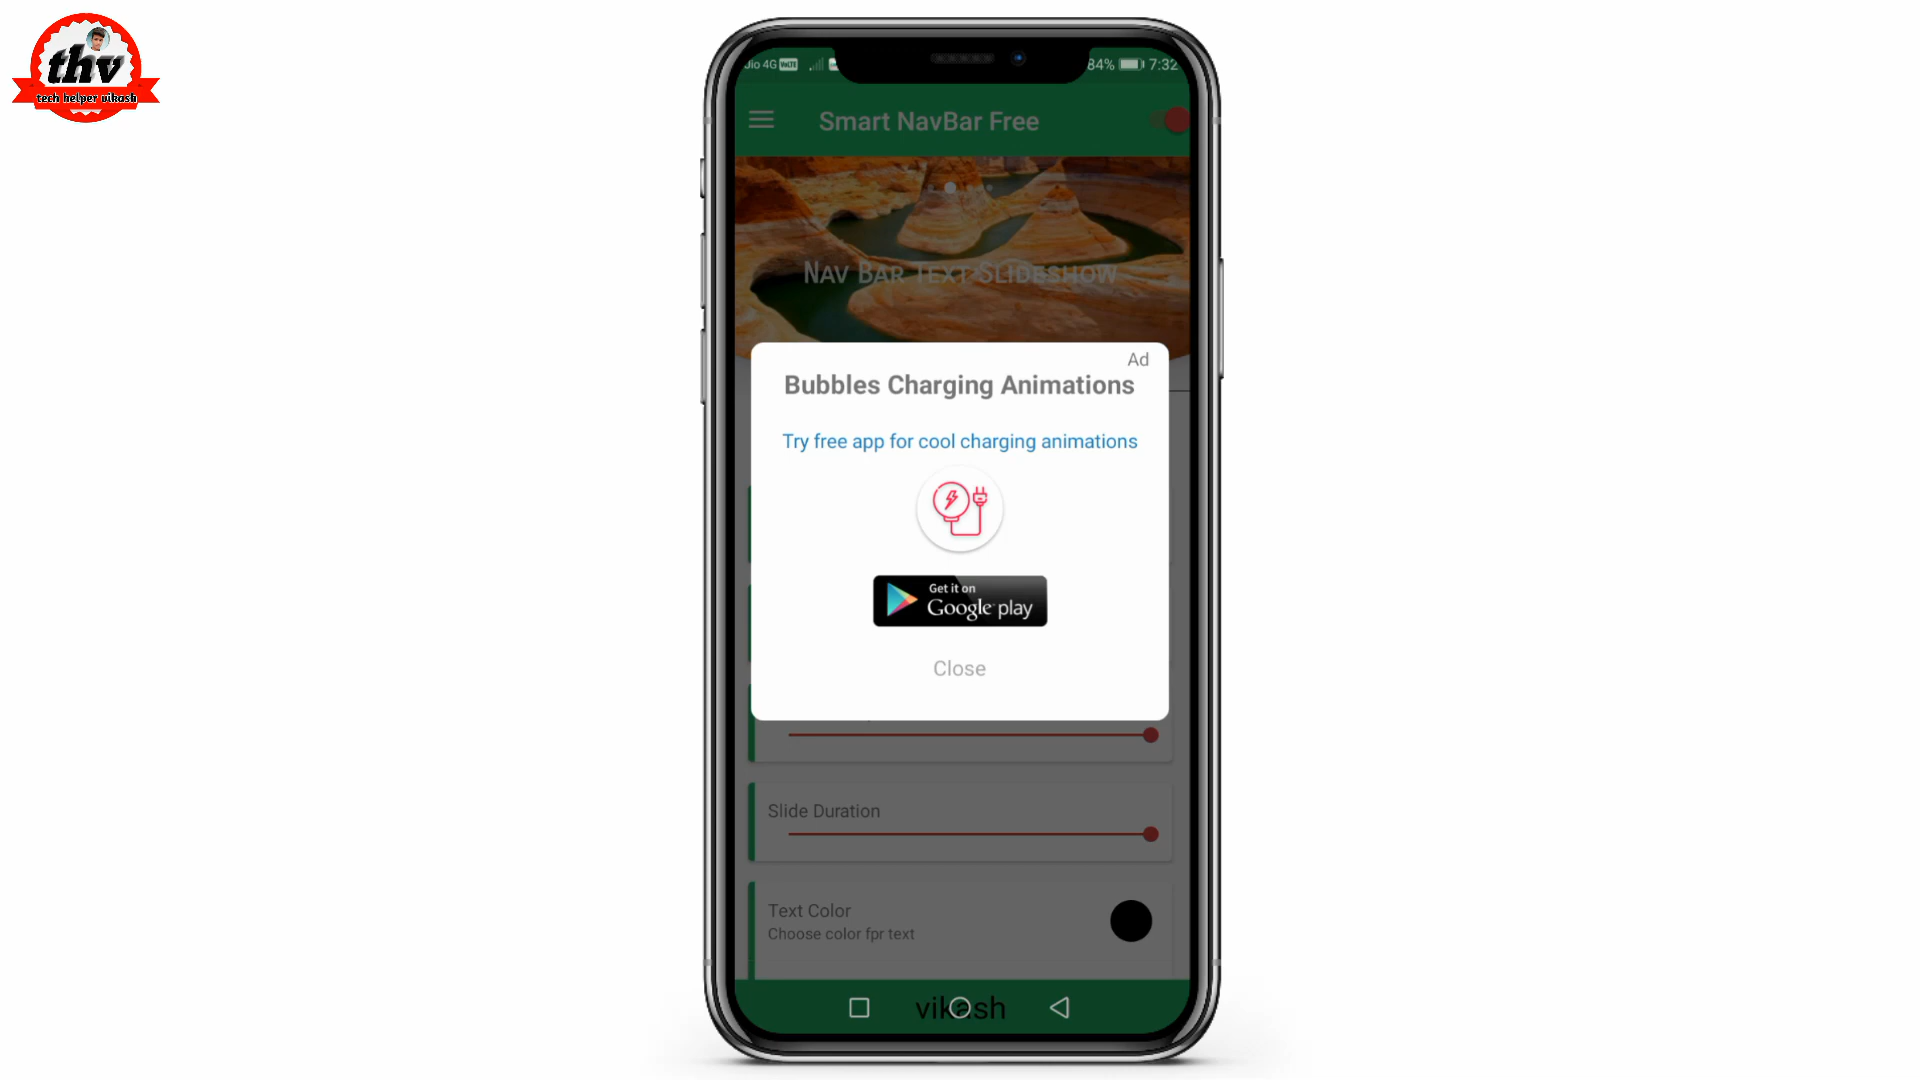 thv
tech helper vikash
Jio 4G VoLTE
84% 7:32
Smart NavBar Free
Nav Bar Text Slideshow
Ad
Bubbles Charging Animations
Try free app for cool charging animations
Get it on
Google play
Close
Slide Duration
Text Color
Choose color fpr text
vikash